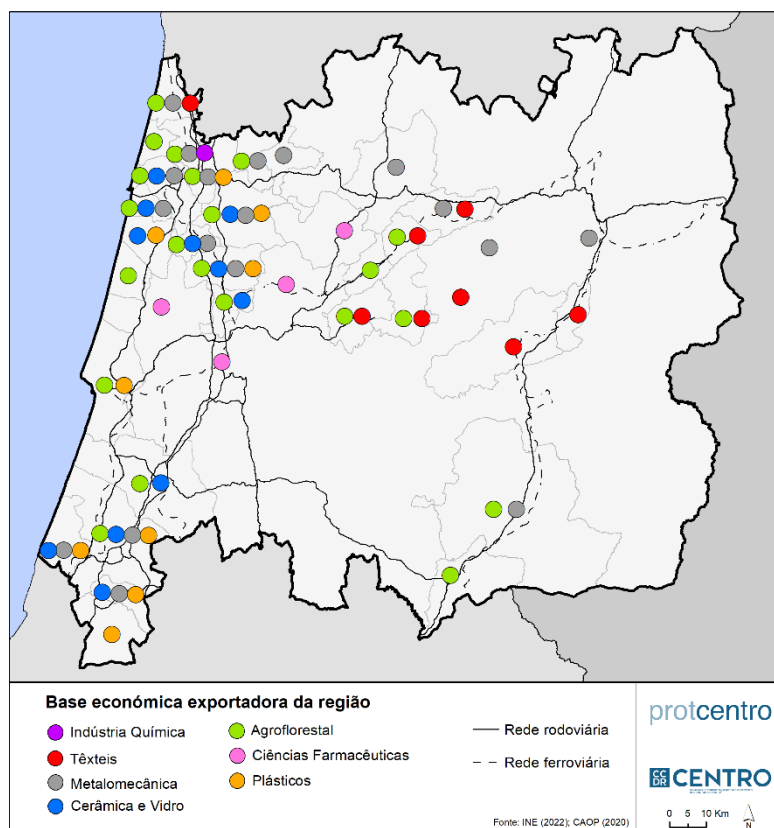 Base económica exportadora da região
Indústria Química
Têxteis
Metalomecânica
Cerâmica e Vidro
Agroflorestal
Ciências Farmacêuticas
Plásticos
Rede rodoviária
Rede ferroviária
Fonte: INE (2022); CAOP (2020)
protcentro
CCDR CENTRO
0 5 10 Km
N